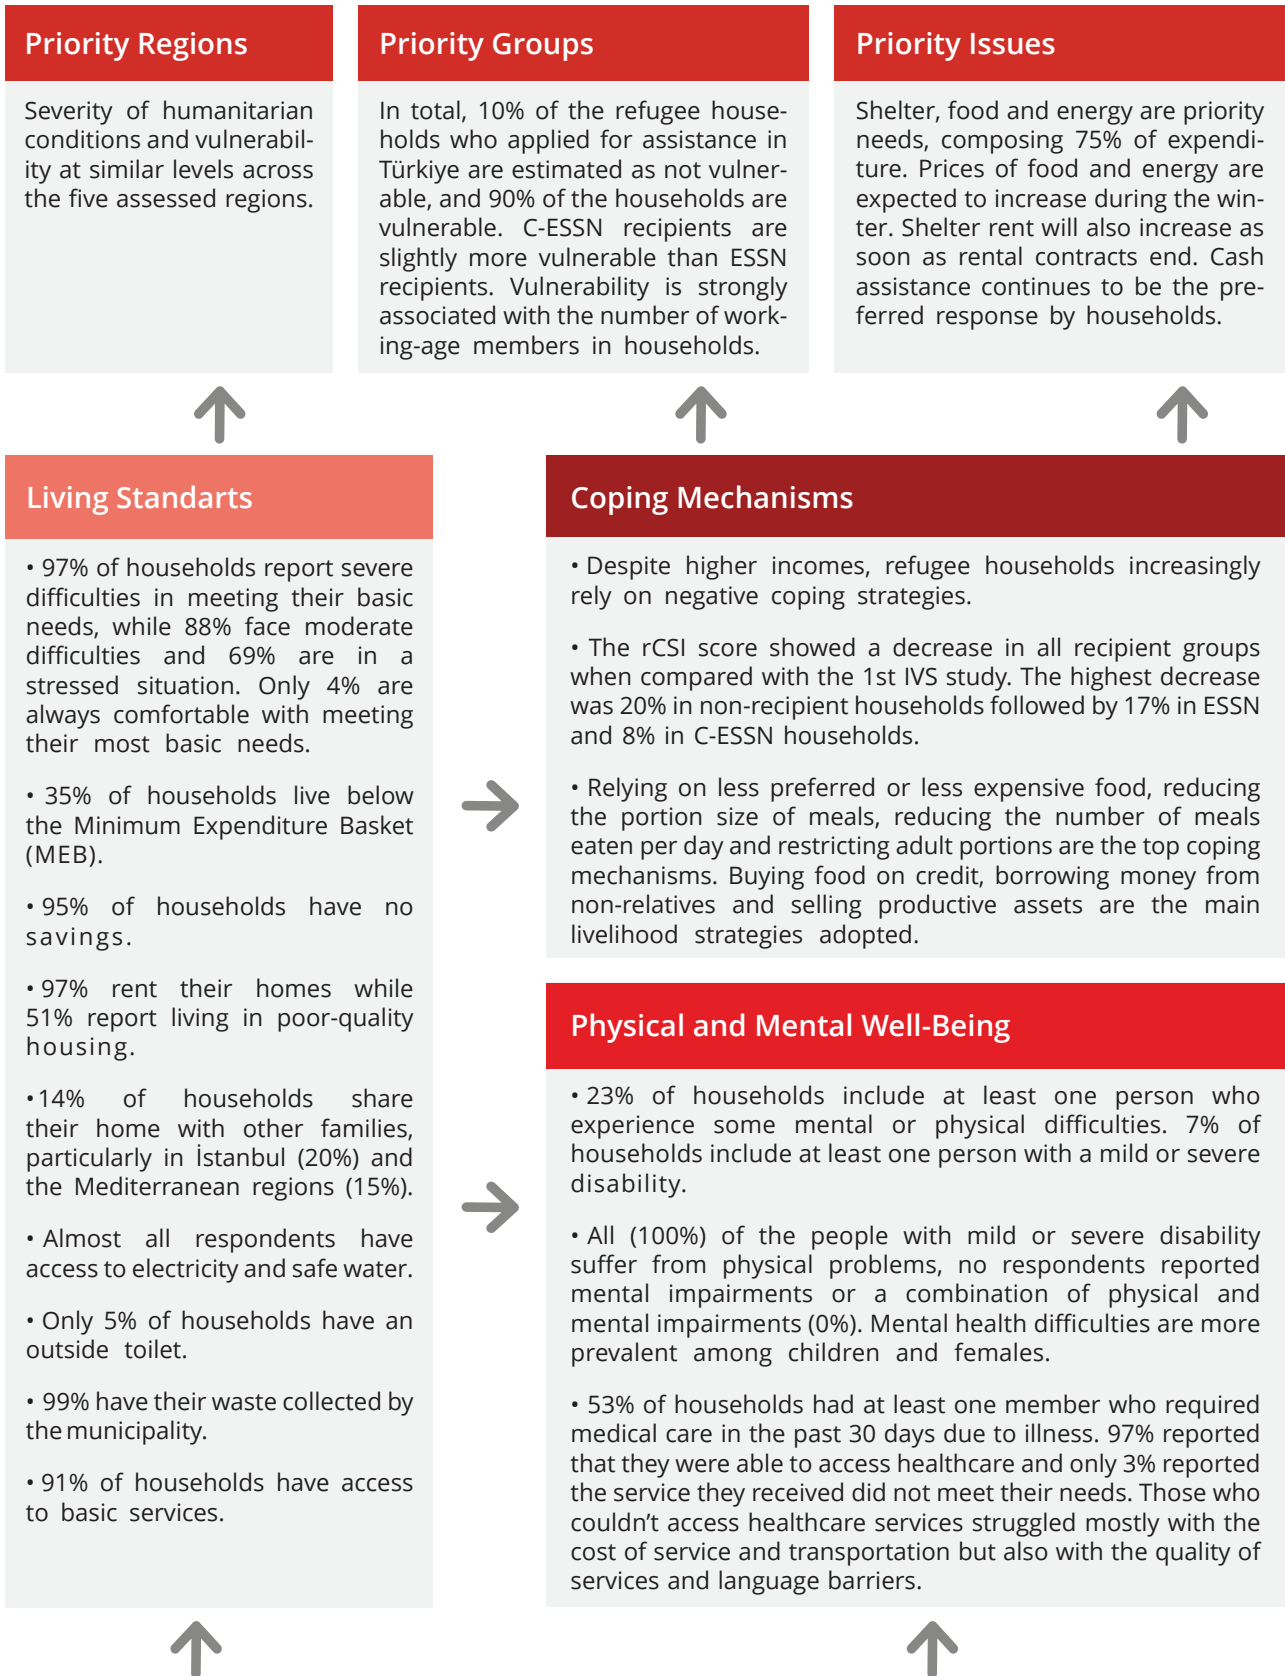 Priority Regions
Severity of humanitarian
conditions and vulnerabil-
ity at similar levels across
the five assessed regions.
Priority Groups
In total, 10% of the refugee house-
holds who applied for assistance in
Türkiye are estimated as not vulner-
able, and 90% of the households are
vulnerable. C-ESSN recipients are
slightly more vulnerable than ESSN
recipients. Vulnerability is strongly
associated with the number of work-
ing-age members in households.
Priority Issues
Shelter, food and energy are priority
needs, composing 75% of expendi-
ture. Prices of food and energy are
expected to increase during the win-
ter. Shelter rent will also increase as
soon as rental contracts end. Cash
assistance continues to be the pre-
ferred response by households.
Living Standarts
• 97% of households report severe
difficulties in meeting their basic
needs, while 88% face moderate
difficulties and 69% are in a
stressed situation. Only 4% are
always comfortable with meeting
their most basic needs.
• 35% of households live below
the Minimum Expenditure Basket
(MEB).
• 95% of households have no
savings.
• 97% rent their homes while
51% report living in poor-quality
housing.
•14% of households share
their home with other families,
particularly in İstanbul (20%) and
the Mediterranean regions (15%).
• Almost all respondents have
access to electricity and safe water.
• Only 5% of households have an
outside toilet.
• 99% have their waste collected by
the municipality.
• 91% of households have access
to basic services.
Coping Mechanisms
• Despite higher incomes, refugee households increasingly
rely on negative coping strategies.
• The rCSI score showed a decrease in all recipient groups
when compared with the 1st IVS study. The highest decrease
was 20% in non-recipient households followed by 17% in ESSN
and 8% in C-ESSN households.
• Relying on less preferred or less expensive food, reducing
the portion size of meals, reducing the number of meals
eaten per day and restricting adult portions are the top coping
mechanisms. Buying food on credit, borrowing money from
non-relatives and selling productive assets are the main
livelihood strategies adopted.
Physical and Mental Well-Being
• 23% of households include at least one person who
experience some mental or physical difficulties. 7% of
households include at least one person with a mild or severe
disability.
• All (100%) of the people with mild or severe disability
suffer from physical problems, no respondents reported
mental impairments or a combination of physical and
mental impairments (0%). Mental health difficulties are more
prevalent among children and females.
• 53% of households had at least one member who required
medical care in the past 30 days due to illness. 97% reported
that they were able to access healthcare and only 3% reported
the service they received did not meet their needs. Those who
couldn’t access healthcare services struggled mostly with the
cost of service and transportation but also with the quality of
services and language barriers.